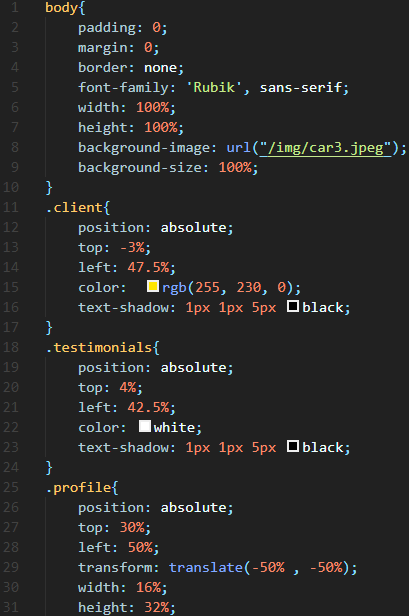 1 body{
2 padding: 0;
3 margin: 0;
4 border: none;
5 font-family: 'Rubik', sans-serif;
6 width: 100%;
7 height: 100%;
8 background-image: url("/img/car3.jpeg");
9 background-size: 100%;
10 }
11 .client{
12 position: absolute;
13 top: -3%;
14 left: 47.5%;
15 color: rgb(255, 230, 0);
16 text-shadow: 1px 1px 5px black;
17 }
18 .testimonials{
19 position: absolute;
20 top: 4%;
21 left: 42.5%;
22 color: white;
23 text-shadow: 1px 1px 5px black;
24 }
25 .profile{
26 position: absolute;
27 top: 30%;
28 left: 50%;
29 transform: translate(-50% , -50%);
30 width: 16%;
31 height: 32%;